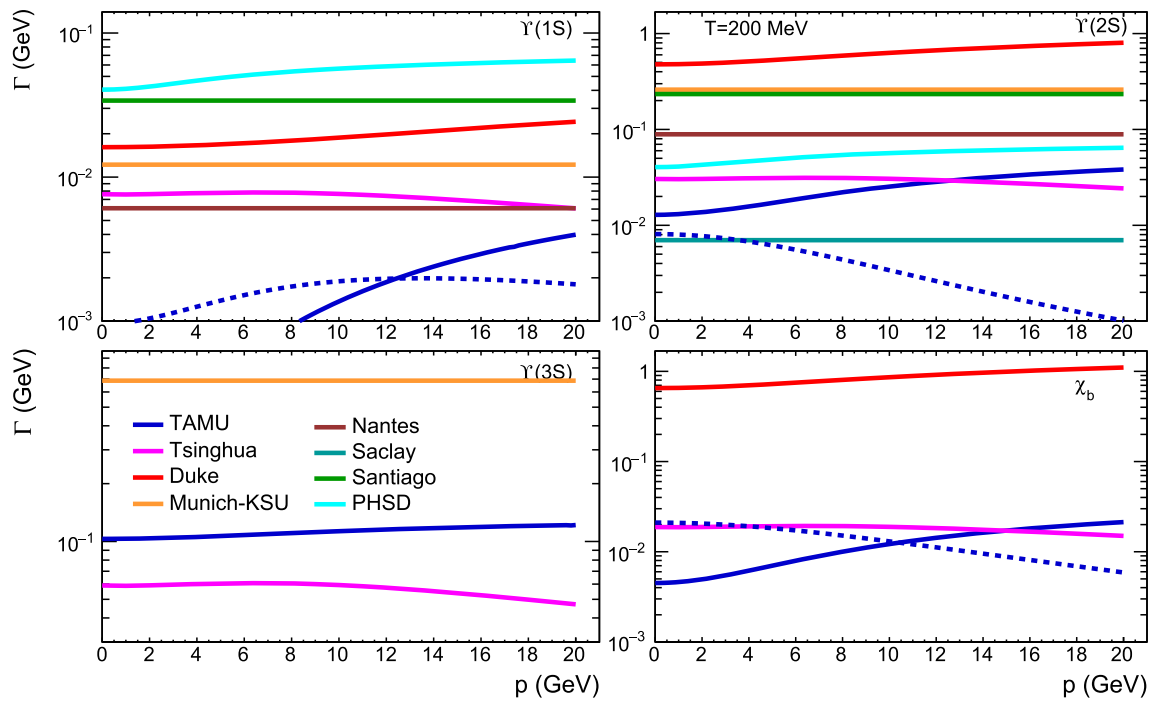 Γ (GeV)
10⁻¹
10⁻²
10⁻³
ϒ(1S)
0 2 4 6 8 10 12 14 16 18 20
T=200 MeV
ϒ(2S)
1
10⁻¹
10⁻²
10⁻³
0 2 4 6 8 10 12 14 16 18 20
Γ (GeV)
ϒ(3S)
10⁻¹
TAMU
Tsinghua
Duke
Munich-KSU
Nantes
Saclay
Santiago
PHSD
0 2 4 6 8 10 12 14 16 18 20
p (GeV)
χb
1
10⁻¹
10⁻²
10⁻³
0 2 4 6 8 10 12 14 16 18 20
p (GeV)